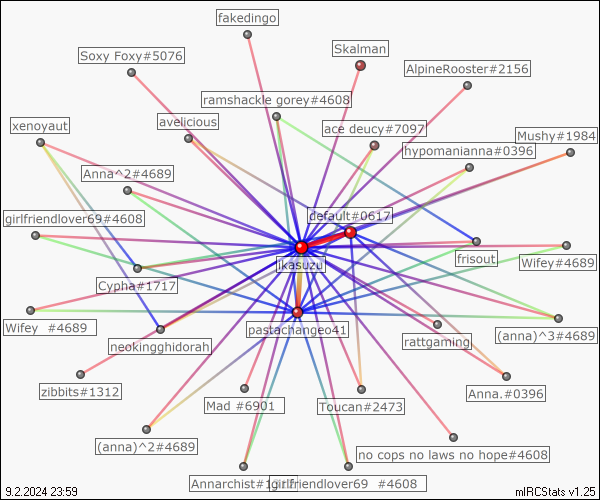 fakedingo
Skalman
Soxy Foxy#5076
AlpineRooster#2156
ramshackle gorey#4608
xenoyaut
avelicious
ace deucy#7097
Mushy#1984
hypomanianna#0396
Anna^2#4689
girlfriendlover69#4608
default#0617
jkasuzu
frisout
Wifey#4689
Cypha#1717
Wifey #4689
pastachangeo41
(anna)^3#4689
neokingghidorah
rattgaming
zibbits#1312
Mad #6901
Toucan#2473
Anna.#0396
(anna)^2#4689
no cops no laws no hope#4608
girlfriendlover69 #4608
9.2.2024 23:59
mIRCStats v1.25